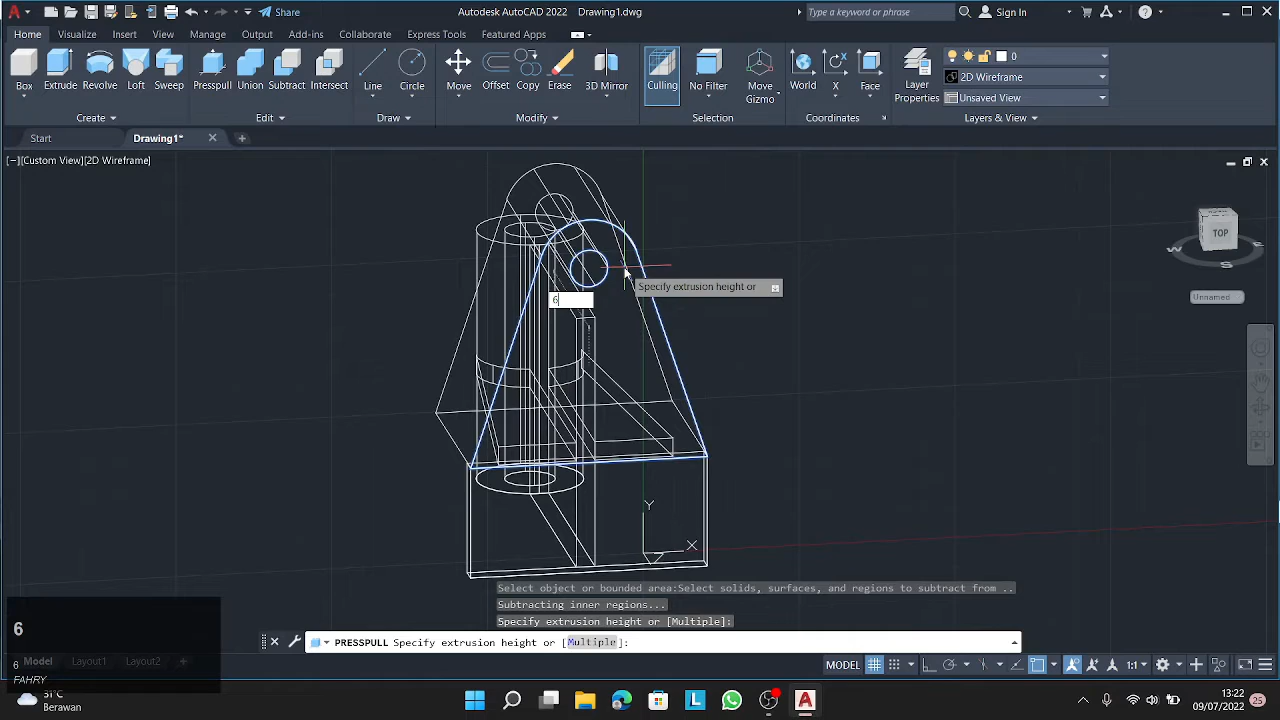 Share
Autodesk AutoCAD 2022 Drawing1.dwg
Type a keyword or phrase
Sign In
Home Visualize Insert View Manage Output Add-ins Collaborate Express Tools Featured Apps
Box Extrude Revolve Loft Sweep Presspull Union Subtract Intersect Line Circle Move Offset Copy Erase 3D Mirror Culling No Filter Move Gizmo World X Face Layer Properties
0
2D Wireframe
Unsaved View
Create Edit Draw Modify Selection Coordinates Layers & View
Start Drawing1*
[−][Custom View][2D Wireframe]
TOP
W
S
Specify extrusion height or
6
Unnamed
Y
X
Select object or bounded area:Select solids, surfaces, and regions to subtract from ..
Subtracting inner regions...
Specify extrusion height or [Multiple]:
6
PRESSPULL Specify extrusion height or [Multiple]:
6
Model Layout1 Layout2
MODEL
1:1
FAHRY
31°C
Berawan
L
A
13:22
09/07/2022
25